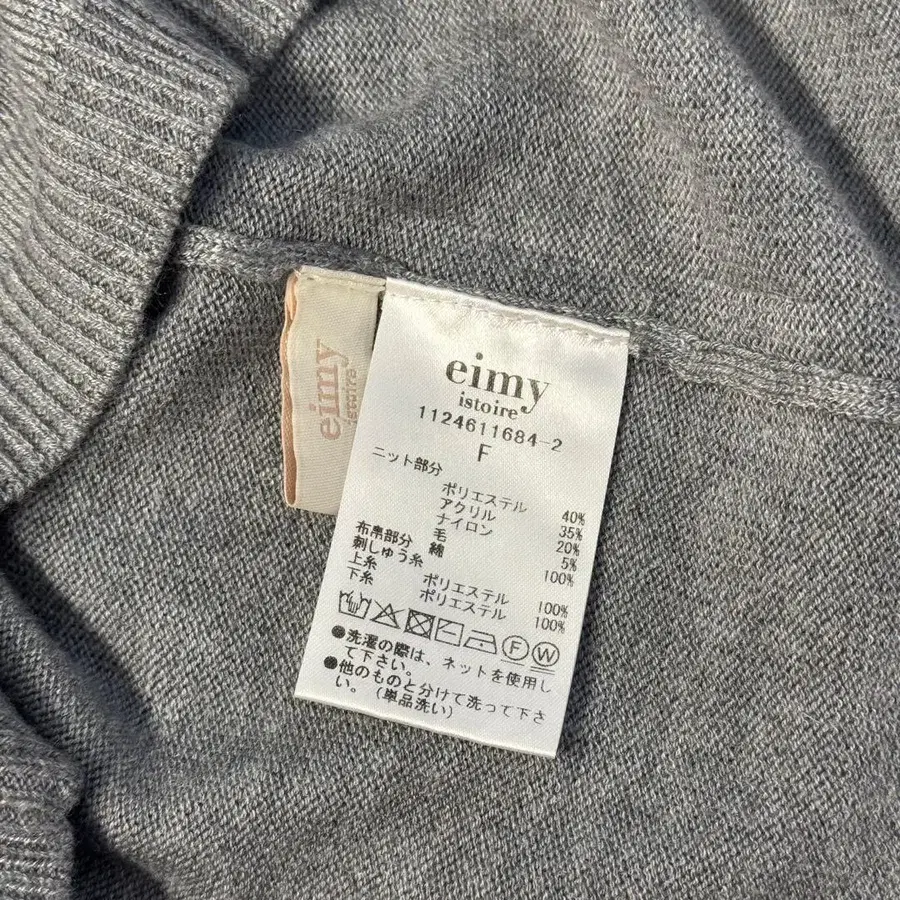 eimy
istoire
eimy
istoire
1124611684-2
F
ニット部分
ポリエステル 40%
アクリル 35%
ナイロン 20%
毛 5%
布帛部分 綿 100%
刺しゅう糸
上糸 ポリエステル 100%
下糸 ポリエステル 100%
F W
●洗濯の際は、ネットを使用し
て下さい。
●他のものと分けて洗って下さ
い。(単品洗い)